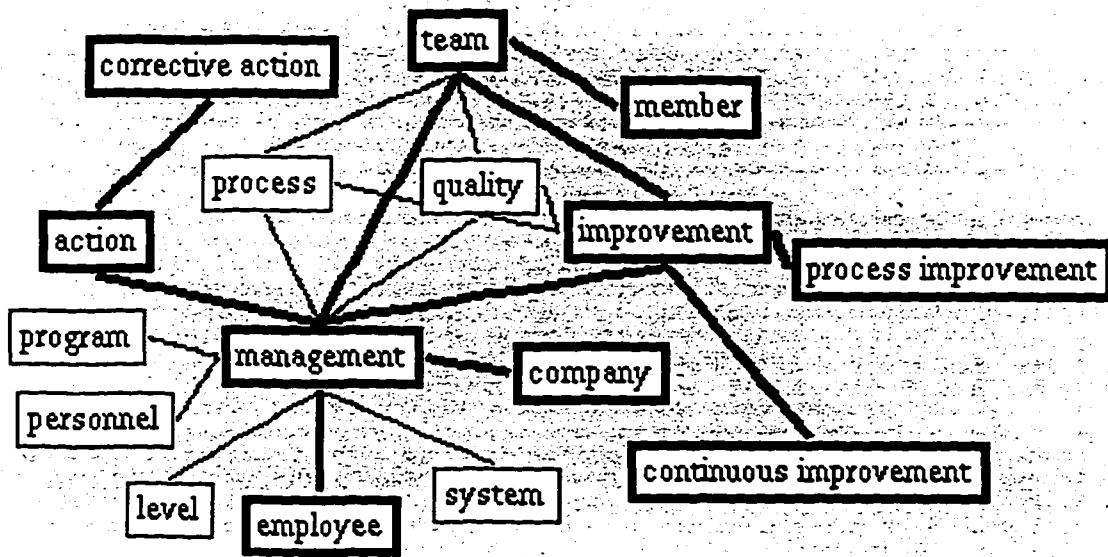 team
corrective action
member
process
quality
action
improvement
process improvement
program
management
company
personnel
continuous improvement
level
system
employee